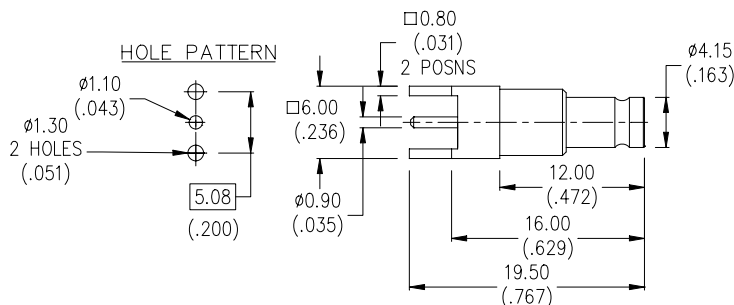 HOLE PATTERN
ø1.10
(.043)
ø1.30
2 HOLES
(.051)
5.08
(.200)
□0.80
(.031)
2 POSNS
□6.00
(.236)
ø0.90
(.035)
ø4.15
(.163)
12.00
(.472)
16.00
(.629)
19.50
(.767)